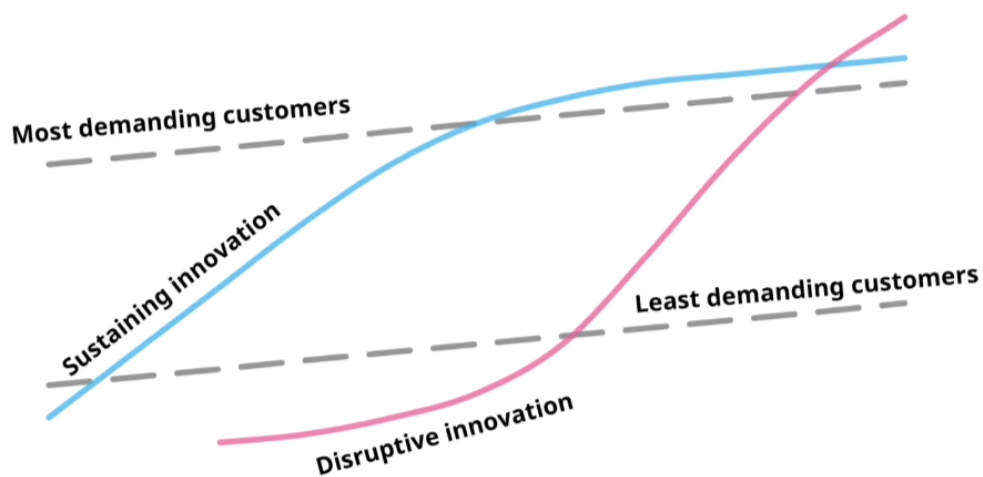 Most demanding customers
Sustaining innovation
Least demanding customers
Disruptive innovation